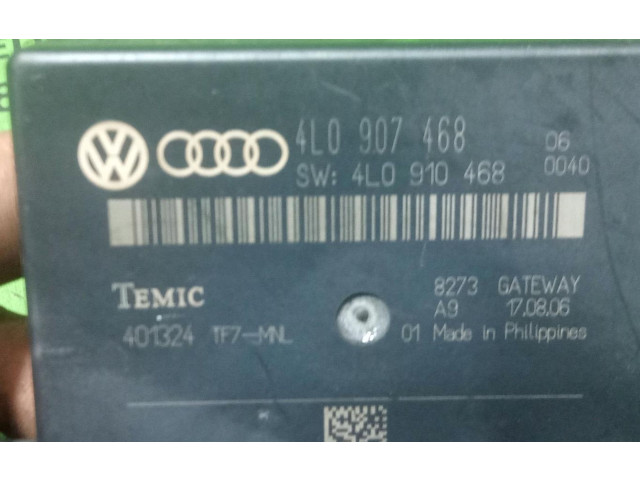 4L0 907 468 06
SW: 4L0 910 468 0040
TEMIC 8273 GATEWAY
A9 17.08.06
401324 TF7-MNL 01 Made in Philippines